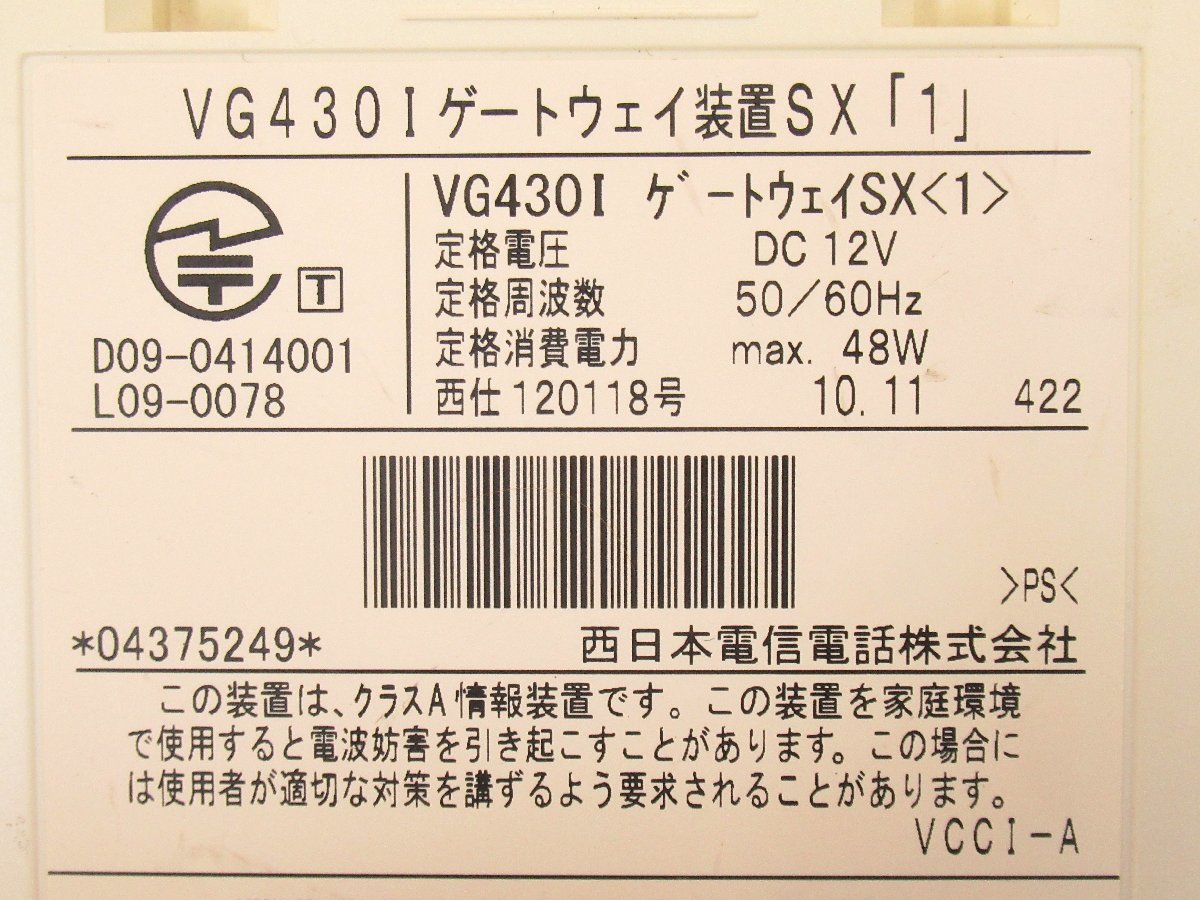 VG430Iゲートウェイ装置SX「1」
VG430I ゲートウェイSX<1>
定格電圧 DC 12V
定格周波数 50/60Hz
定格消費電力 max. 48W
西仕120118号 10.11 422
T
D09-0414001
L09-0078
>PS<
*04375249* 西日本電信電話株式会社
この装置は、クラスA情報装置です。この装置を家庭環境
で使用すると電波妨害を引き起こすことがあります。この場合に
は使用者が適切な対策を講ずるよう要求されることがあります。
VCCI-A